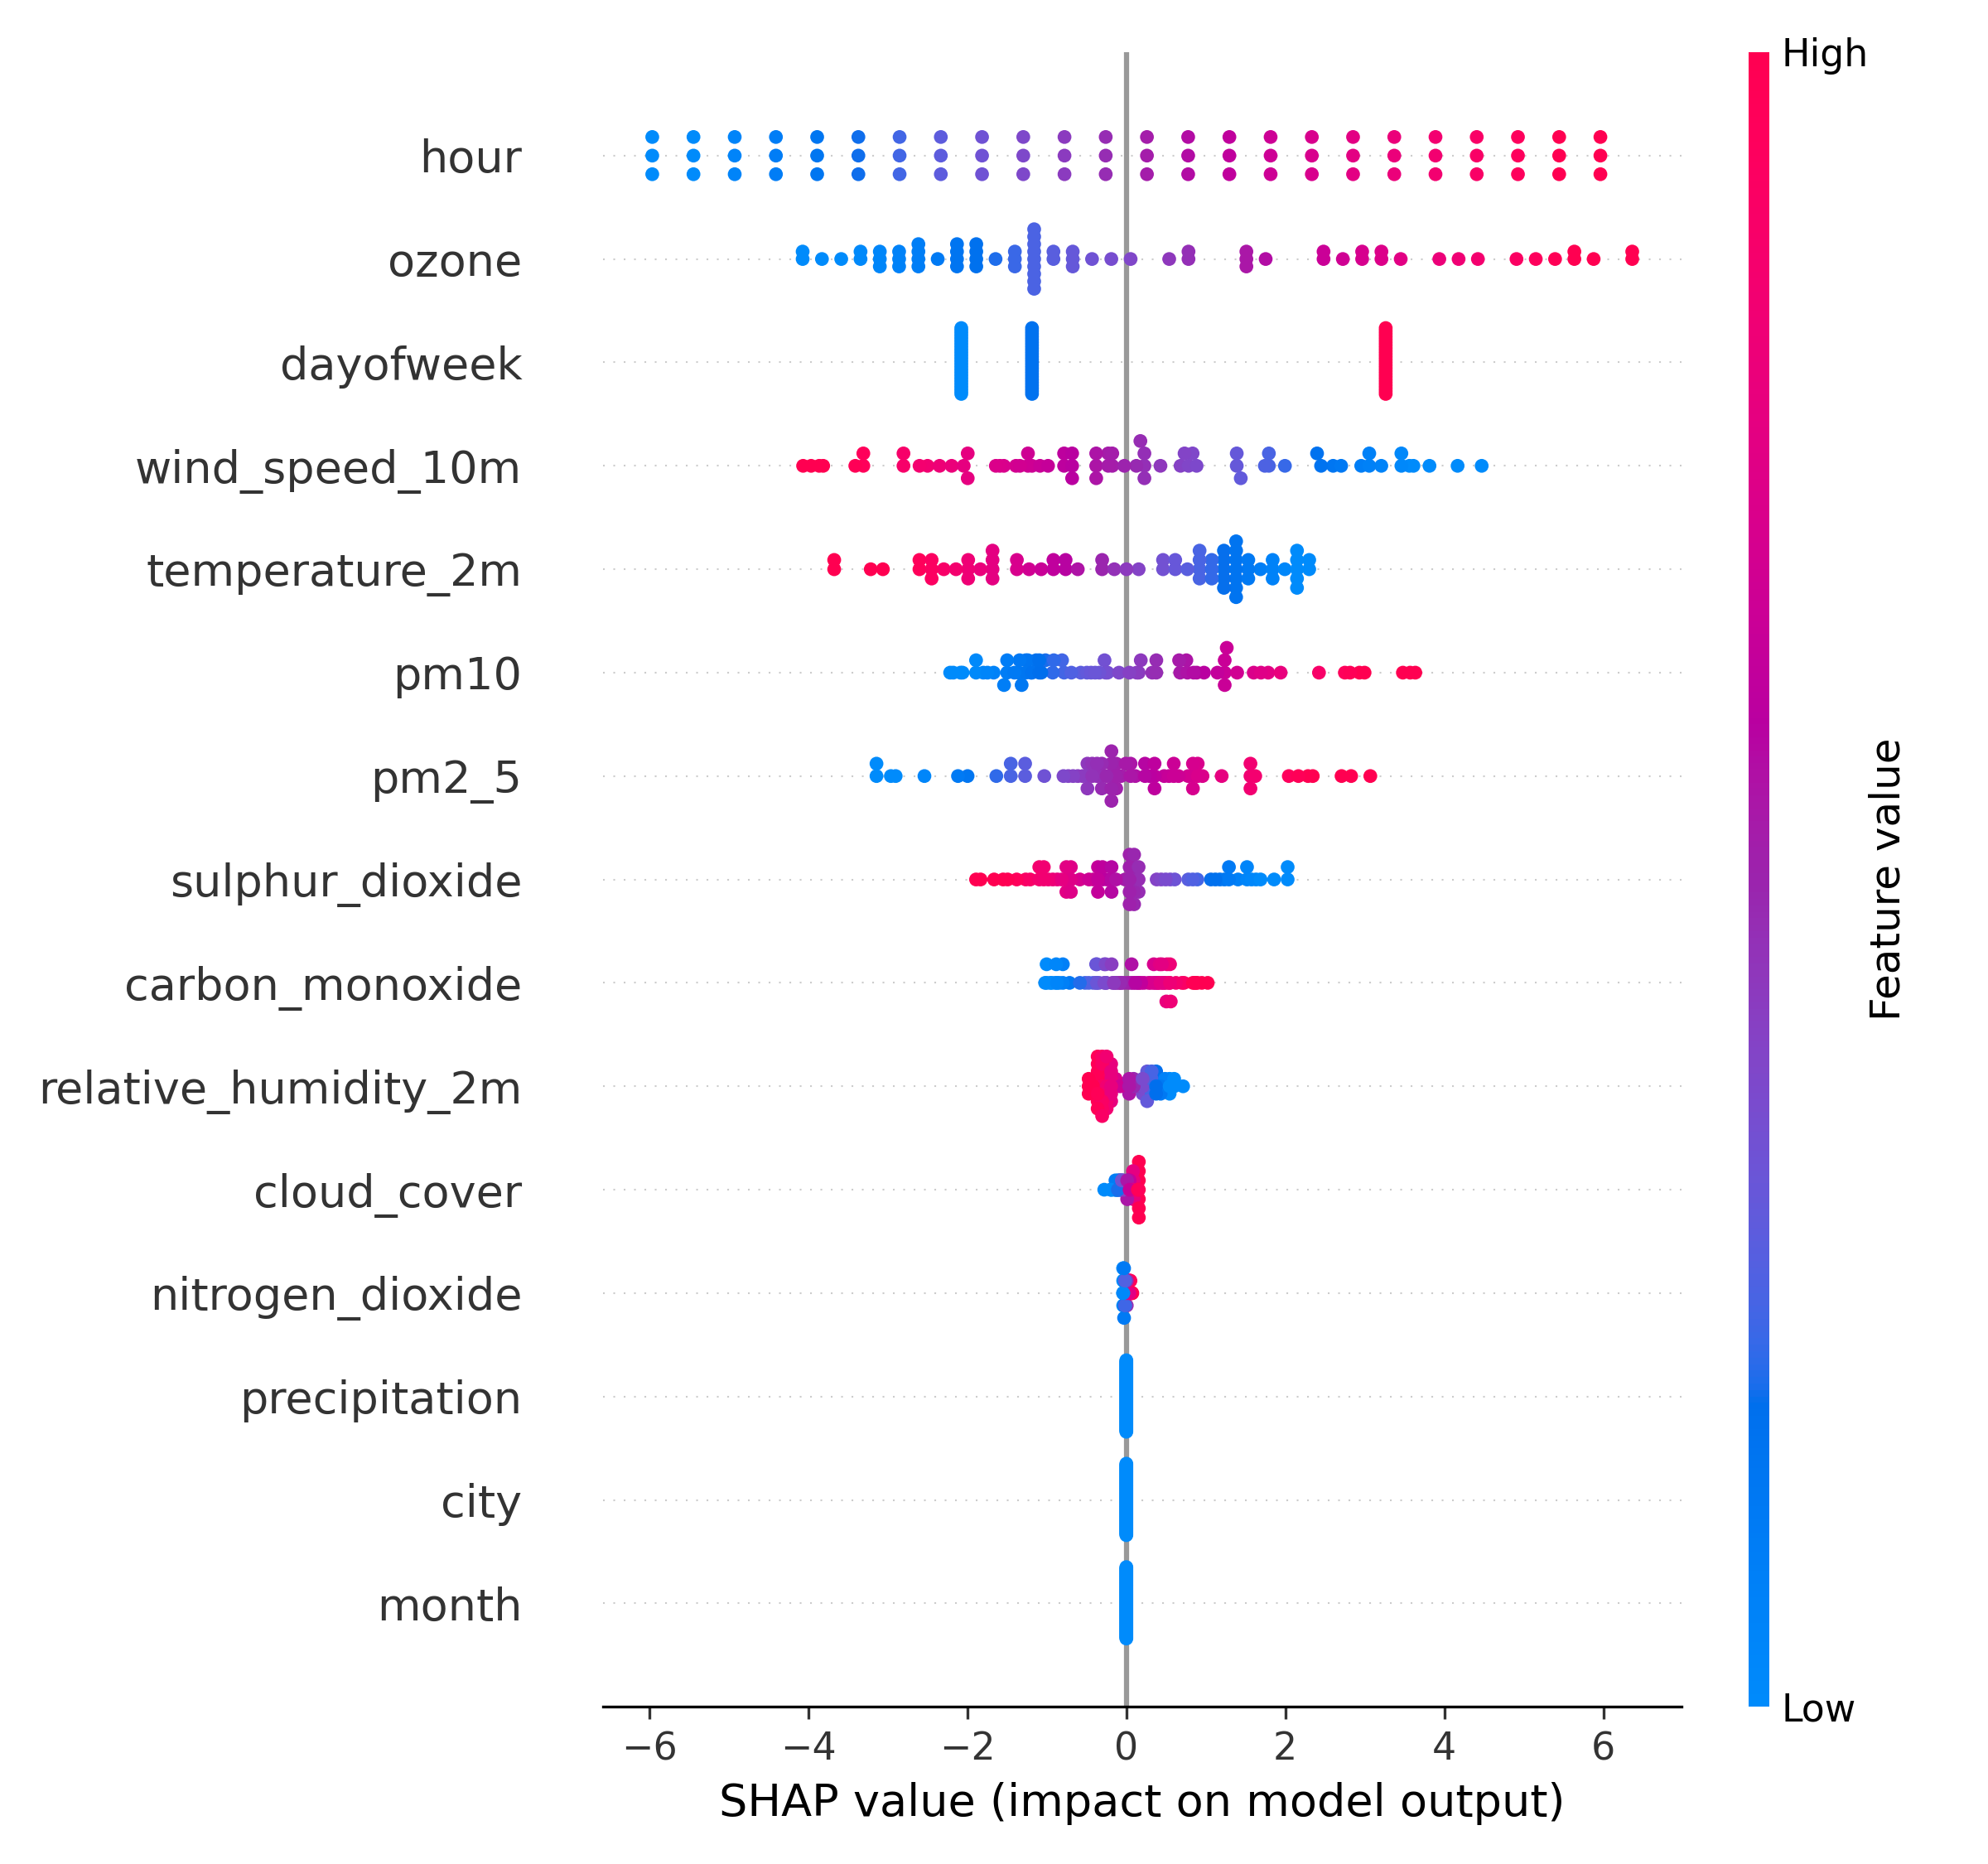 High
hour
ozone
dayofweek
wind_speed_10m
temperature_2m
pm10
pm2_5
sulphur_dioxide
carbon_monoxide
relative_humidity_2m
cloud_cover
nitrogen_dioxide
precipitation
city
month
Feature value
Low
−6 −4 −2 0 2 4 6
SHAP value (impact on model output)